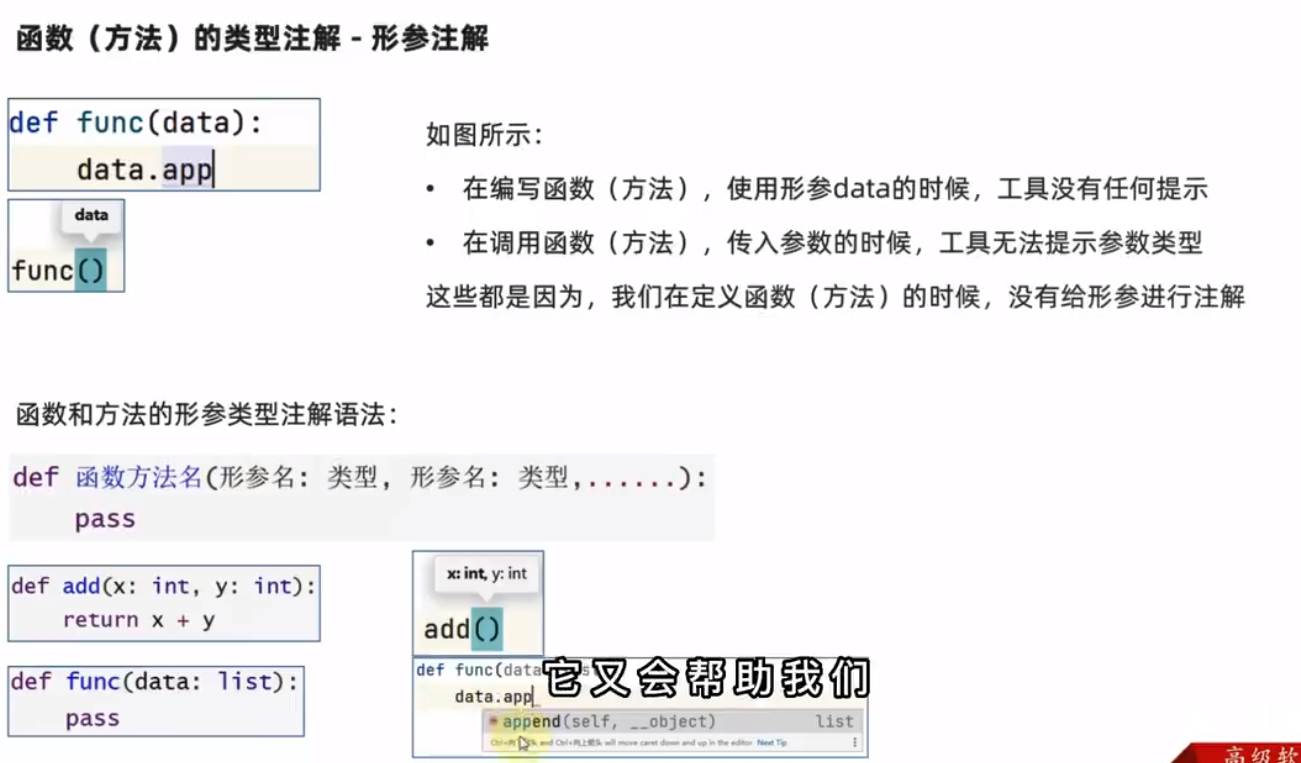 函数（方法）的类型注解 - 形参注解
def func(data):
data.app
data
func()
如图所示：
• 在编写函数（方法），使用形参data的时候，工具没有任何提示
• 在调用函数（方法），传入参数的时候，工具无法提示参数类型
这些都是因为，我们在定义函数（方法）的时候，没有给形参进行注解
函数和方法的形参类型注解语法：
def 函数方法名(形参名: 类型, 形参名: 类型,......):
pass
def add(x: int, y: int):
return x + y
def func(data: list):
pass
x: int, y: int
add()
def func(data
它又会帮助我们
data.app
append(self, __object) list
and Ctrl+向上箭头 will move caret down and up in the editor Next Tip
高级软